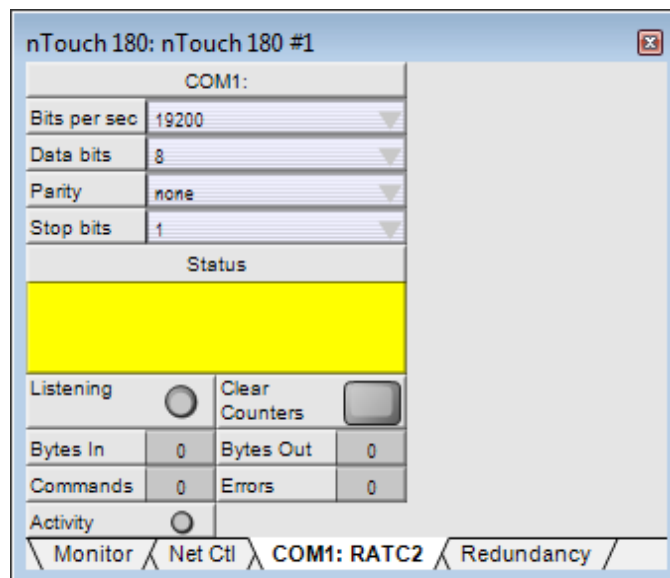 nTouch 180: nTouch 180 #1
COM1:
Bits per sec 19200
Data bits 8
Parity none
Stop bits 1
Status
Listening Clear
Counters
Bytes In 0 Bytes Out 0
Commands 0 Errors 0
Activity
Monitor Net Ctl COM1: RATC2 Redundancy